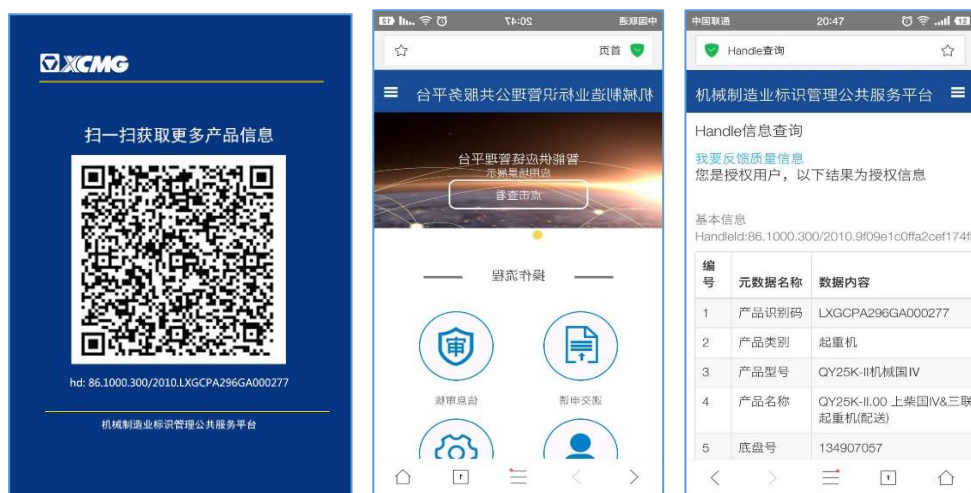 XCMG
扫一扫获取更多产品信息
hd: 86.1000.300/2010.LXGCPA296GA000277
机械制造业标识管理公共服务平台
中国联通 20:47
首页
机械制造业标识管理公共服务平台
智能供应链管理平台
应用场景展示
点击查看
操作流程
审
提交申请 信息审核
1
中国联通 20:47
Handle查询
机械制造业标识管理公共服务平台
Handle信息查询
我要反馈质量信息
您是授权用户，以下结果为授权信息
基本信息
HandleId:86.1000.300/2010.9f09e1c0ffa2cef174f
编号 元数据名称 数据内容
1 产品识别码 LXGCPA296GA000277
2 产品类别 起重机
3 产品型号 QY25K-II机械国IV
4 产品名称 QY25K-II.00 上柴国IV&三联
起重机(配送)
5 底盘号 134907057
1